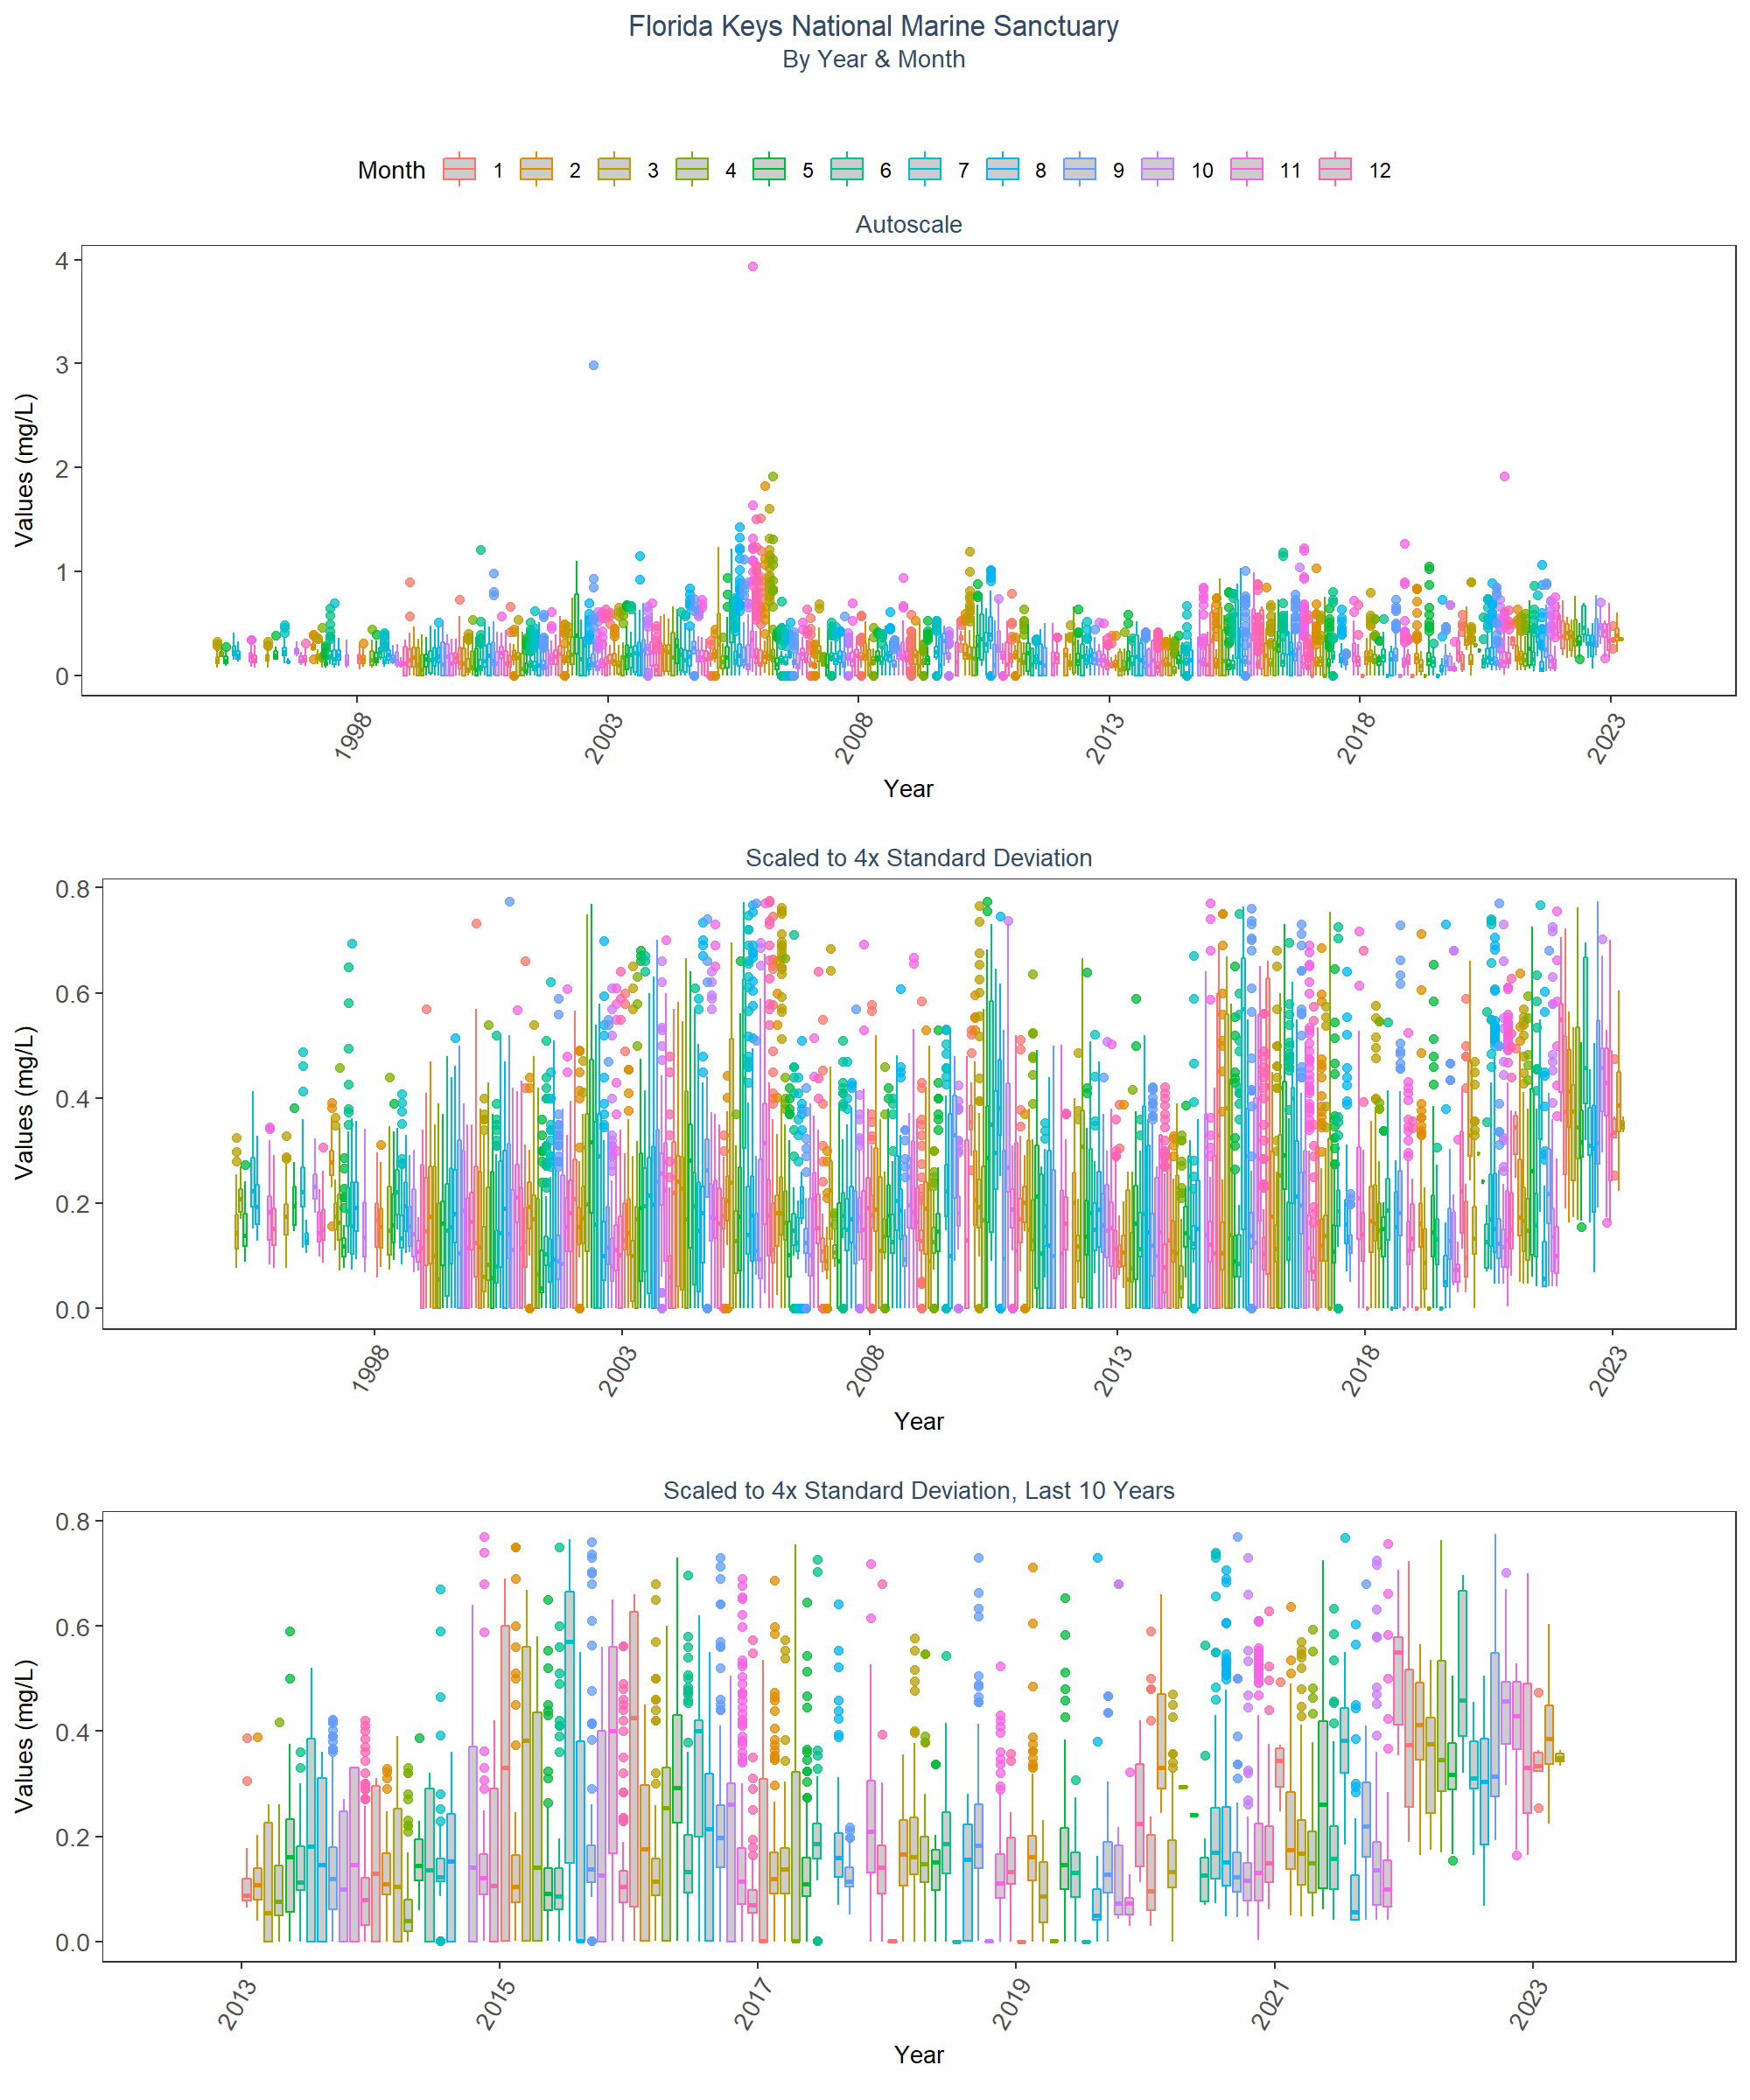 Florida Keys National Marine Sanctuary
By Year & Month
Month 1 2 3 4 5 6 7 8 9 10 11 12
Autoscale
Values (mg/L)
4
3
2
1
0
1998 2003 2008 2013 2018 2023
Year
Scaled to 4x Standard Deviation
Values (mg/L)
0.8
0.6
0.4
0.2
0.0
1998 2003 2008 2013 2018 2023
Year
Scaled to 4x Standard Deviation, Last 10 Years
Values (mg/L)
0.8
0.6
0.4
0.2
0.0
2013 2015 2017 2019 2021 2023
Year